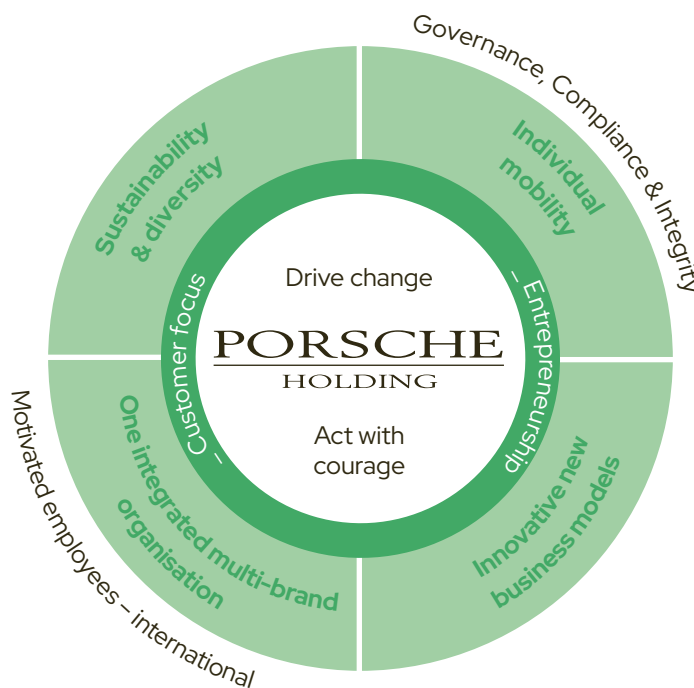 Governance, Compliance & Integrity
Sustainability
& diversity
Individual
mobility
Drive change
– Customer focus
– Entrepreneurship
PORSCHE
HOLDING
Act with
courage
One integrated multi-brand
organisation
Innovative new
business models
Motivated employees – international